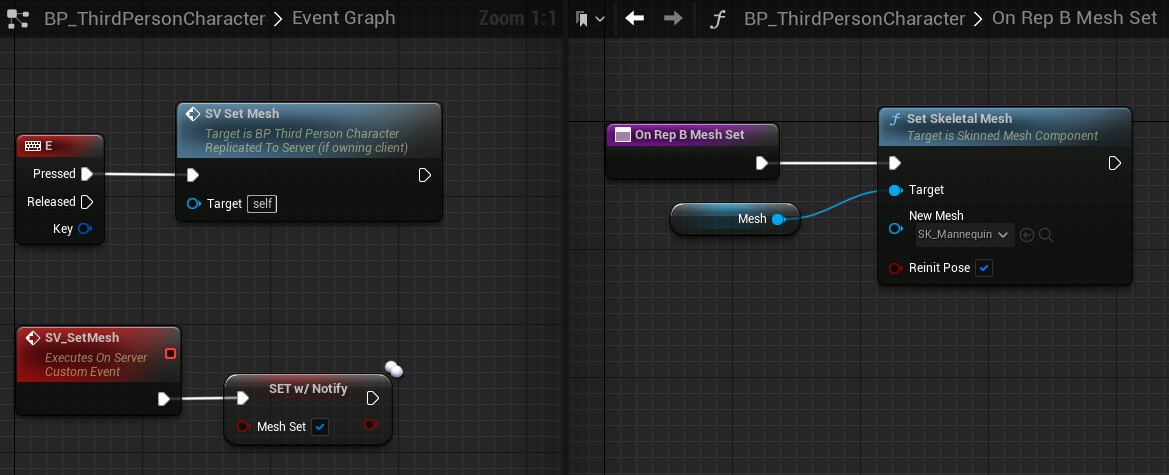 BP_ThirdPersonCharacter > Event Graph
Zoom 1:1
E
Pressed
Released
Key
SV Set Mesh
Target is BP Third Person Character
Replicated To Server (if owning client)
Target self
SV_SetMesh
Executes On Server
Custom Event
SET w/ Notify
Mesh Set
BP_ThirdPersonCharacter > On Rep B Mesh Set
On Rep B Mesh Set
Mesh
Set Skeletal Mesh
Target is Skinned Mesh Component
Target
New Mesh
SK_Mannequin
Reinit Pose